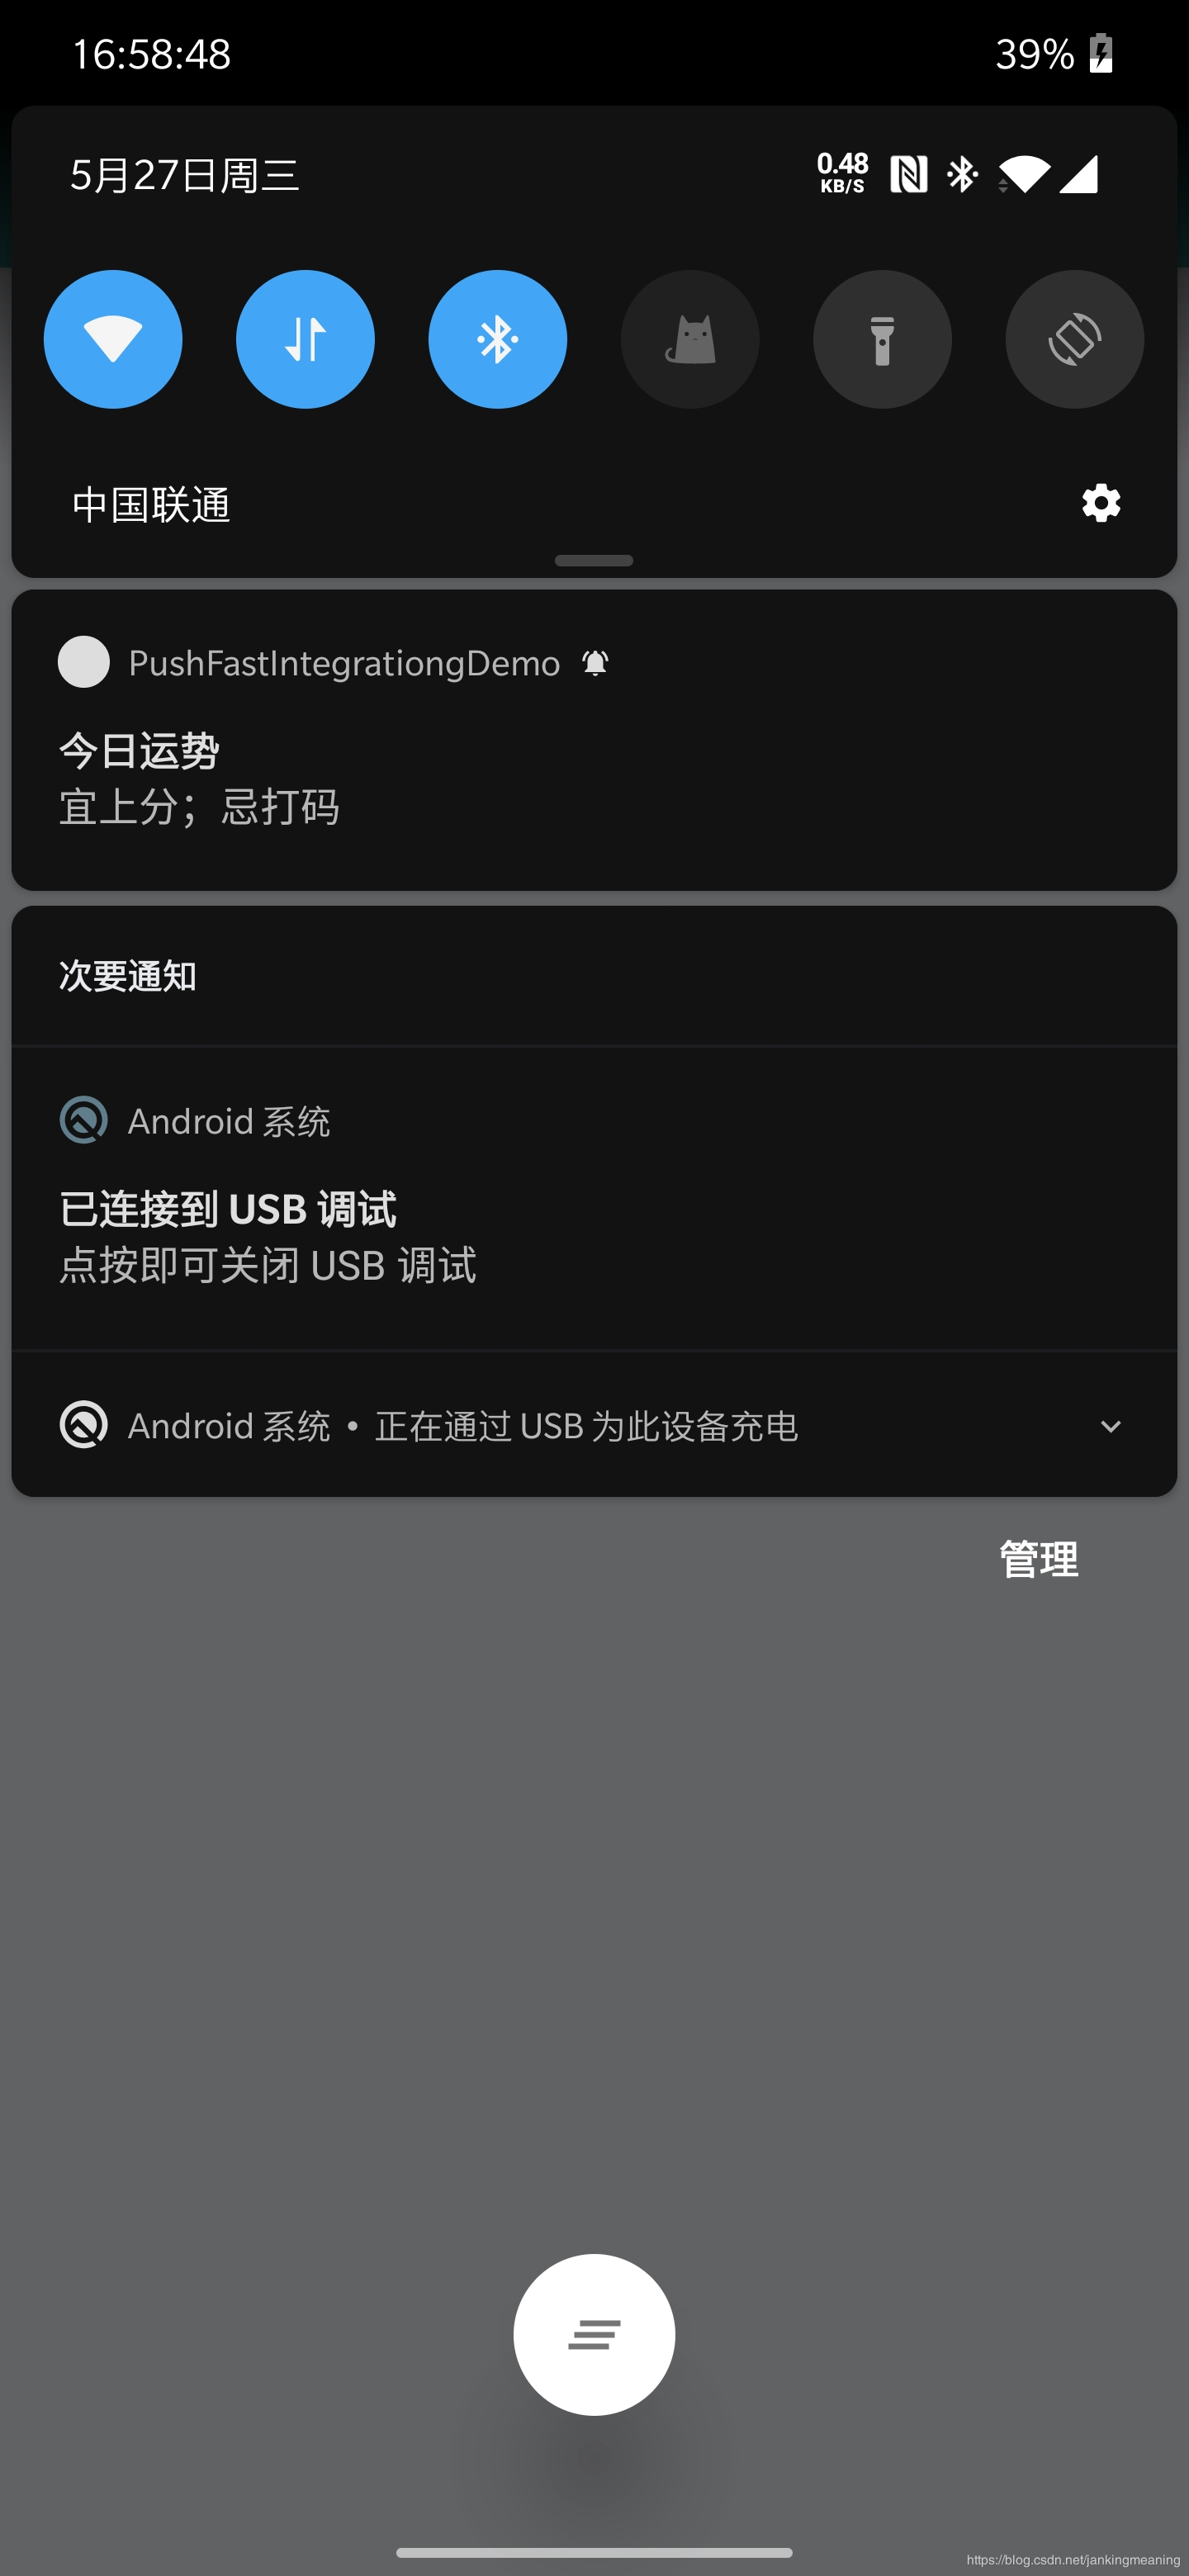 16:58:48 39%
5月27日周三 0.48 KB/S
中国联通
PushFastIntegrationgDemo
今日运势
宜上分；忌打码
次要通知
Android 系统
已连接到 USB 调试
点按即可关闭 USB 调试
Android 系统 • 正在通过 USB 为此设备充电
管理
https://blog.csdn.net/jankingmeaning